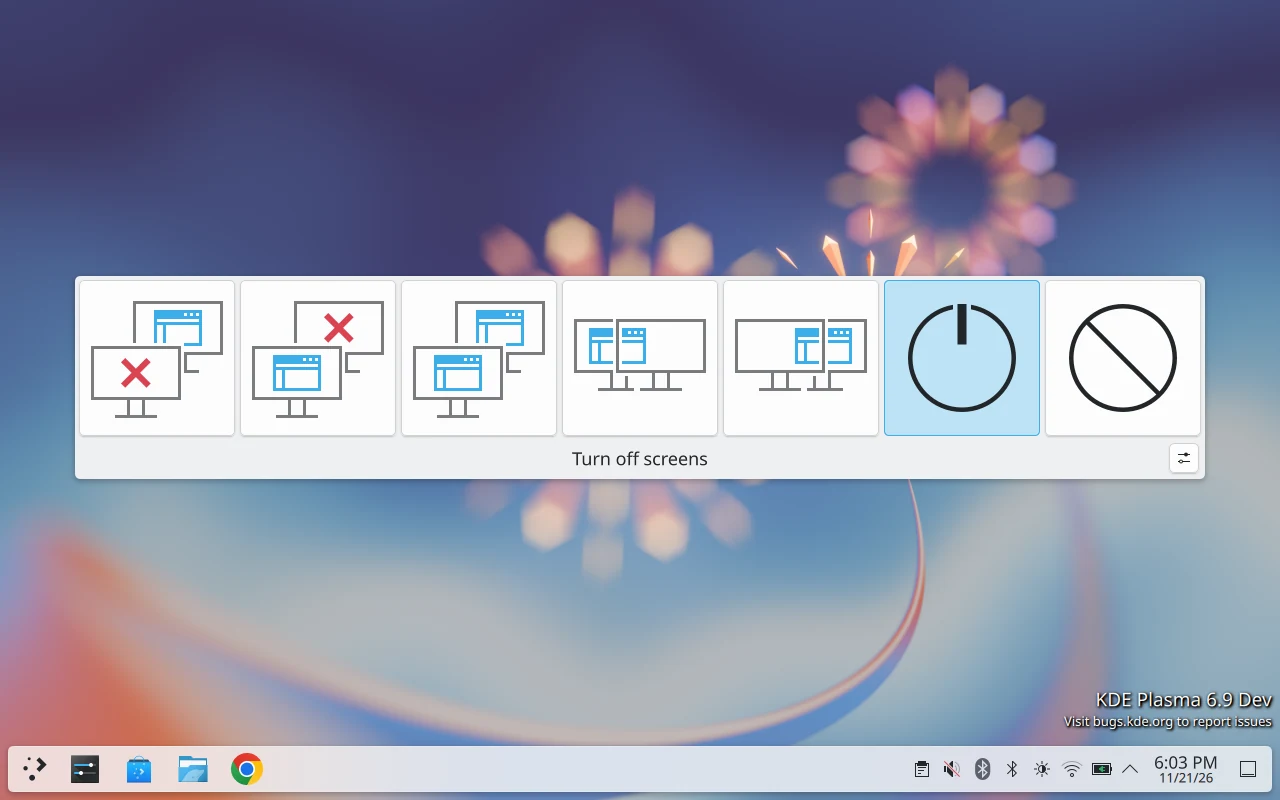 Turn off screens
KDE Plasma 6.9 Dev
Visit bugs.kde.org to report issues
6:03 PM
11/21/26